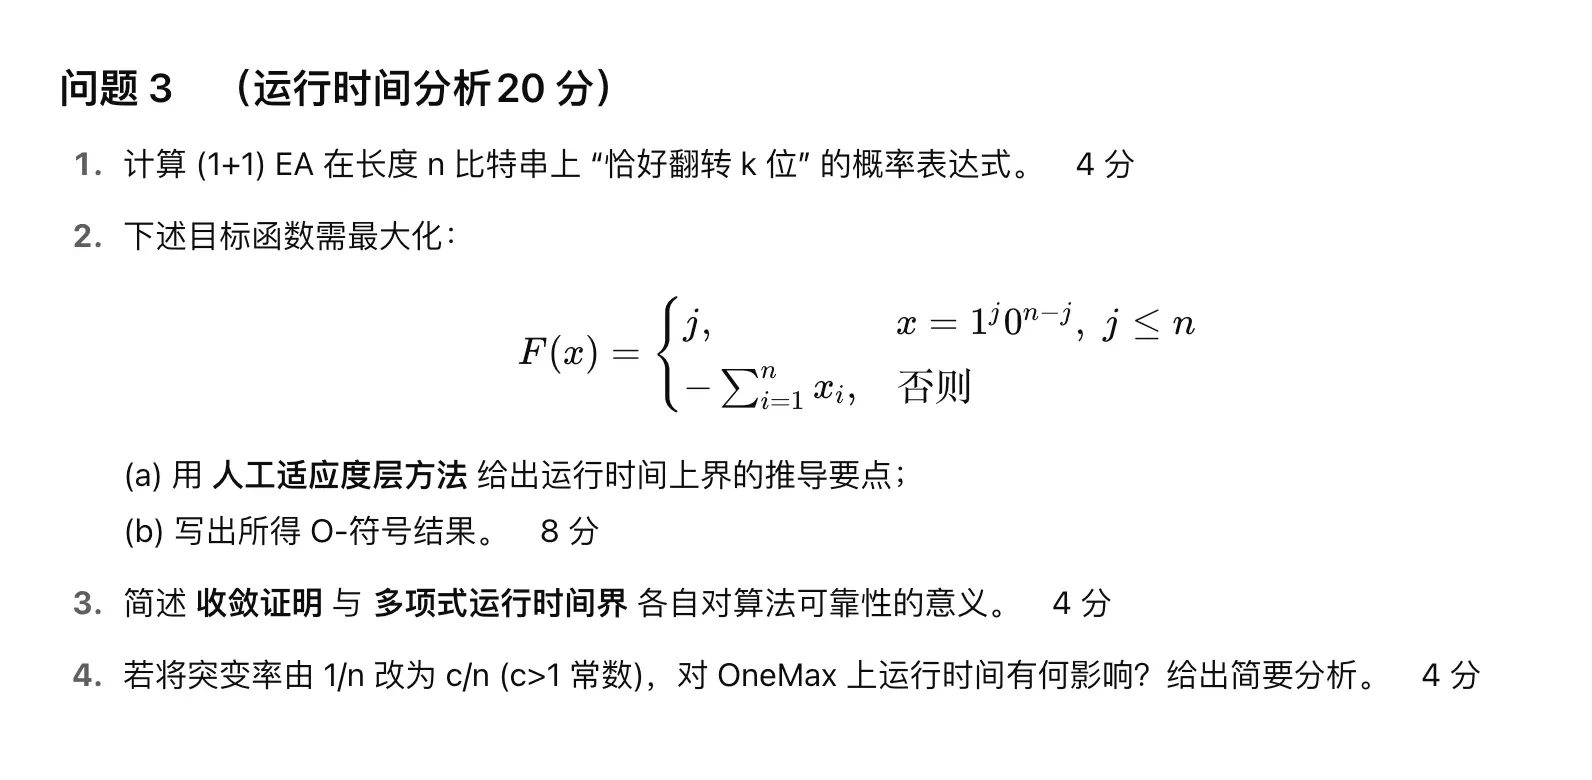 问题 3 （运行时间分析20 分）
1. 计算 (1+1) EA 在长度 n 比特串上 “恰好翻转 k 位” 的概率表达式。 4 分
2. 下述目标函数需最大化：
$$F(x) = \begin{cases} j, & x = 1^j 0^{n-j},\ j \leq n \\ -\sum_{i=1}^{n} x_i, & \text{否则} \end{cases}$$
(a) 用 人工适应度层方法 给出运行时间上界的推导要点；
(b) 写出所得 O-符号结果。 8 分
3. 简述 收敛证明 与 多项式运行时间界 各自对算法可靠性的意义。 4 分
4. 若将突变率由 1/n 改为 c/n (c>1 常数)，对 OneMax 上运行时间有何影响？给出简要分析。 4 分